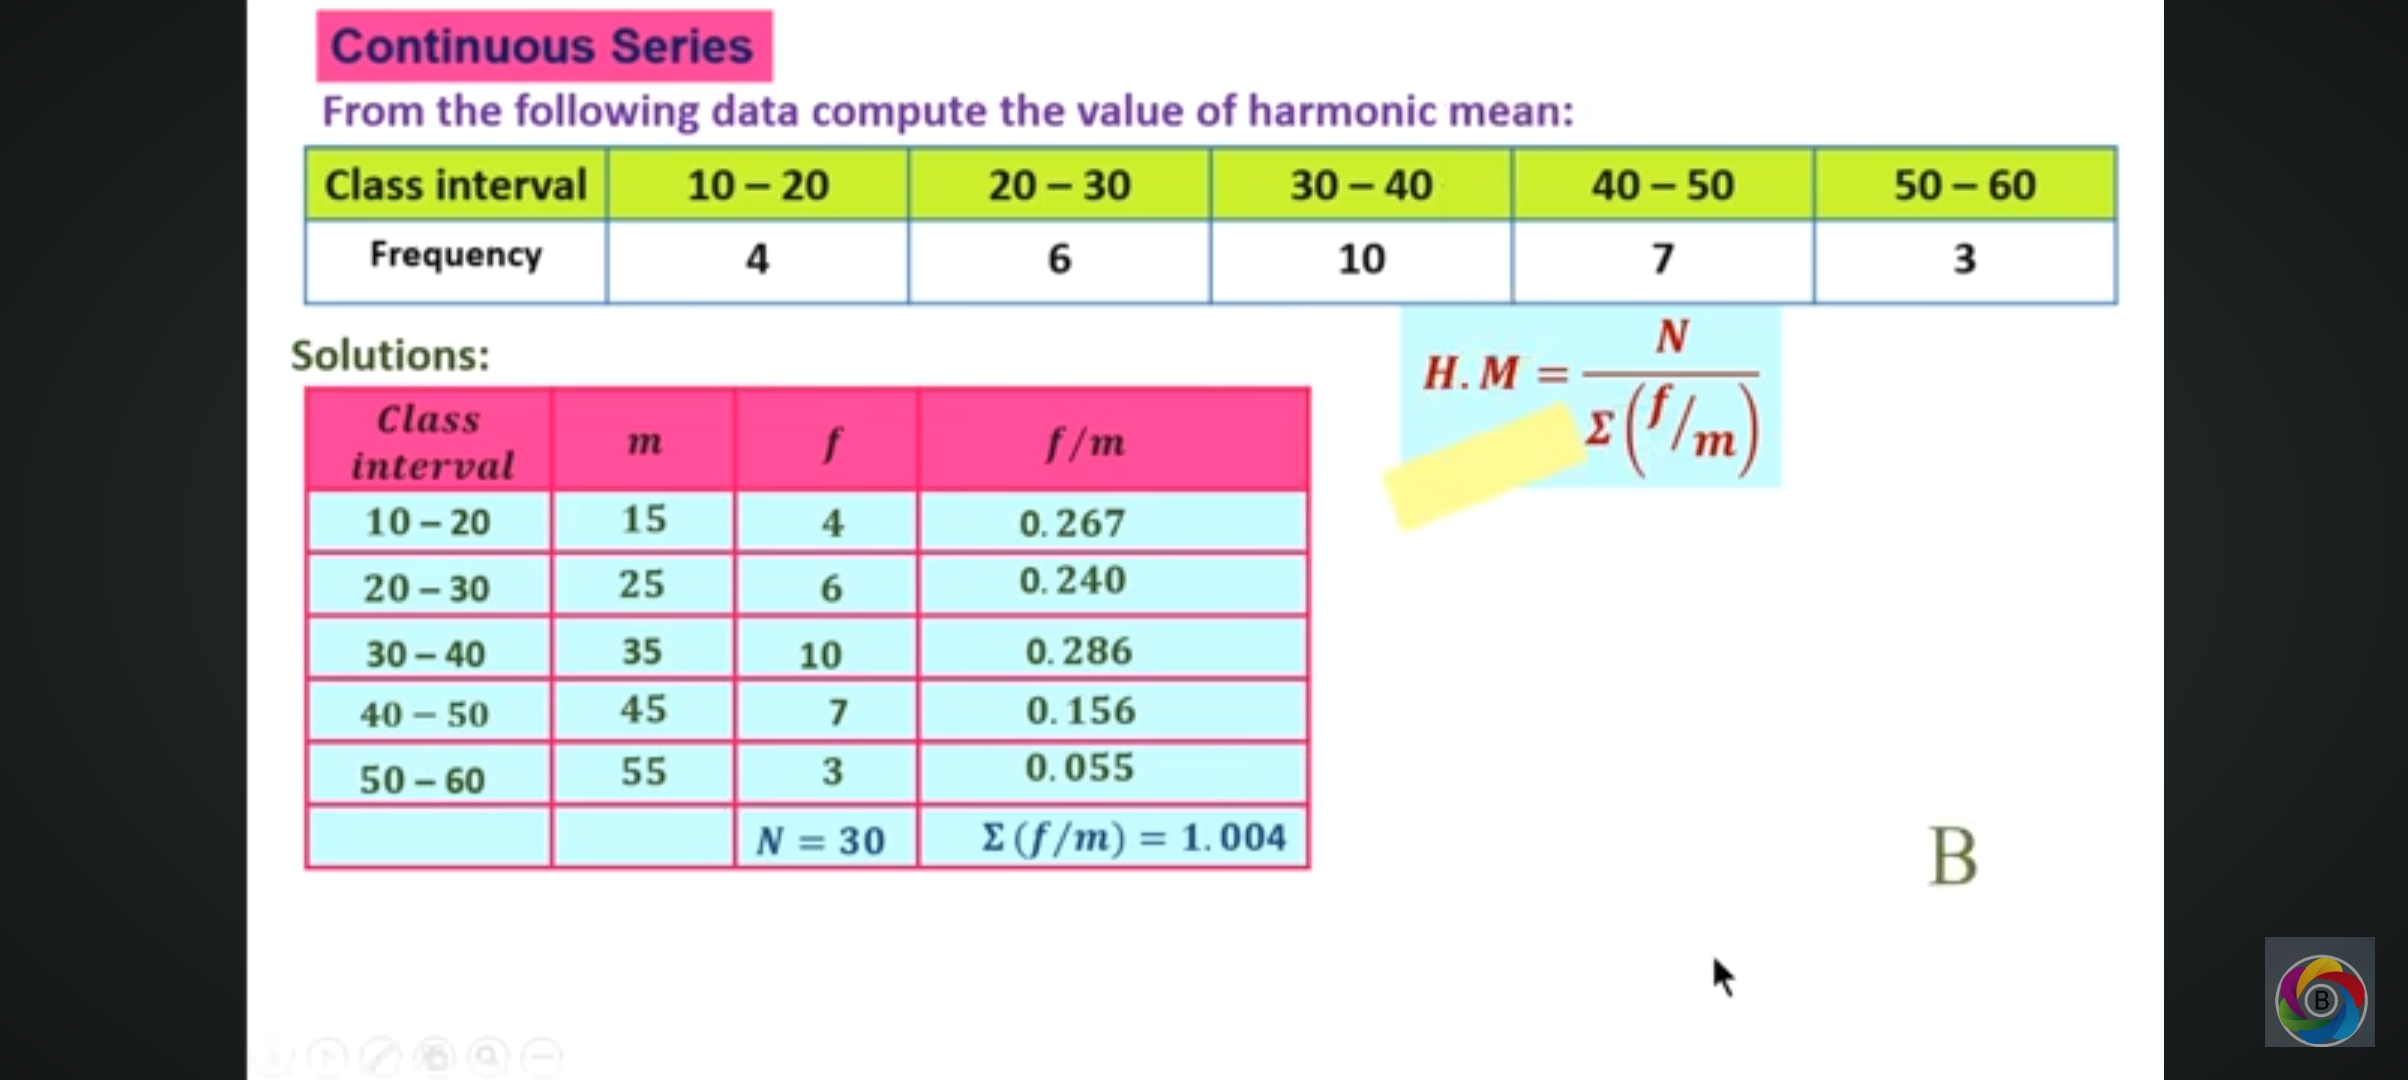 Continuous Series
From the following data compute the value of harmonic mean:
Class interval 10 – 20 20 – 30 30 – 40 40 – 50 50 – 60
Frequency 4 6 10 7 3
Solutions:
H.M = N / Σ(f/m)
Class interval m f f/m
10 – 20 15 4 0.267
20 – 30 25 6 0.240
30 – 40 35 10 0.286
40 – 50 45 7 0.156
50 – 60 55 3 0.055
N = 30 Σ(f/m) = 1.004
B
B